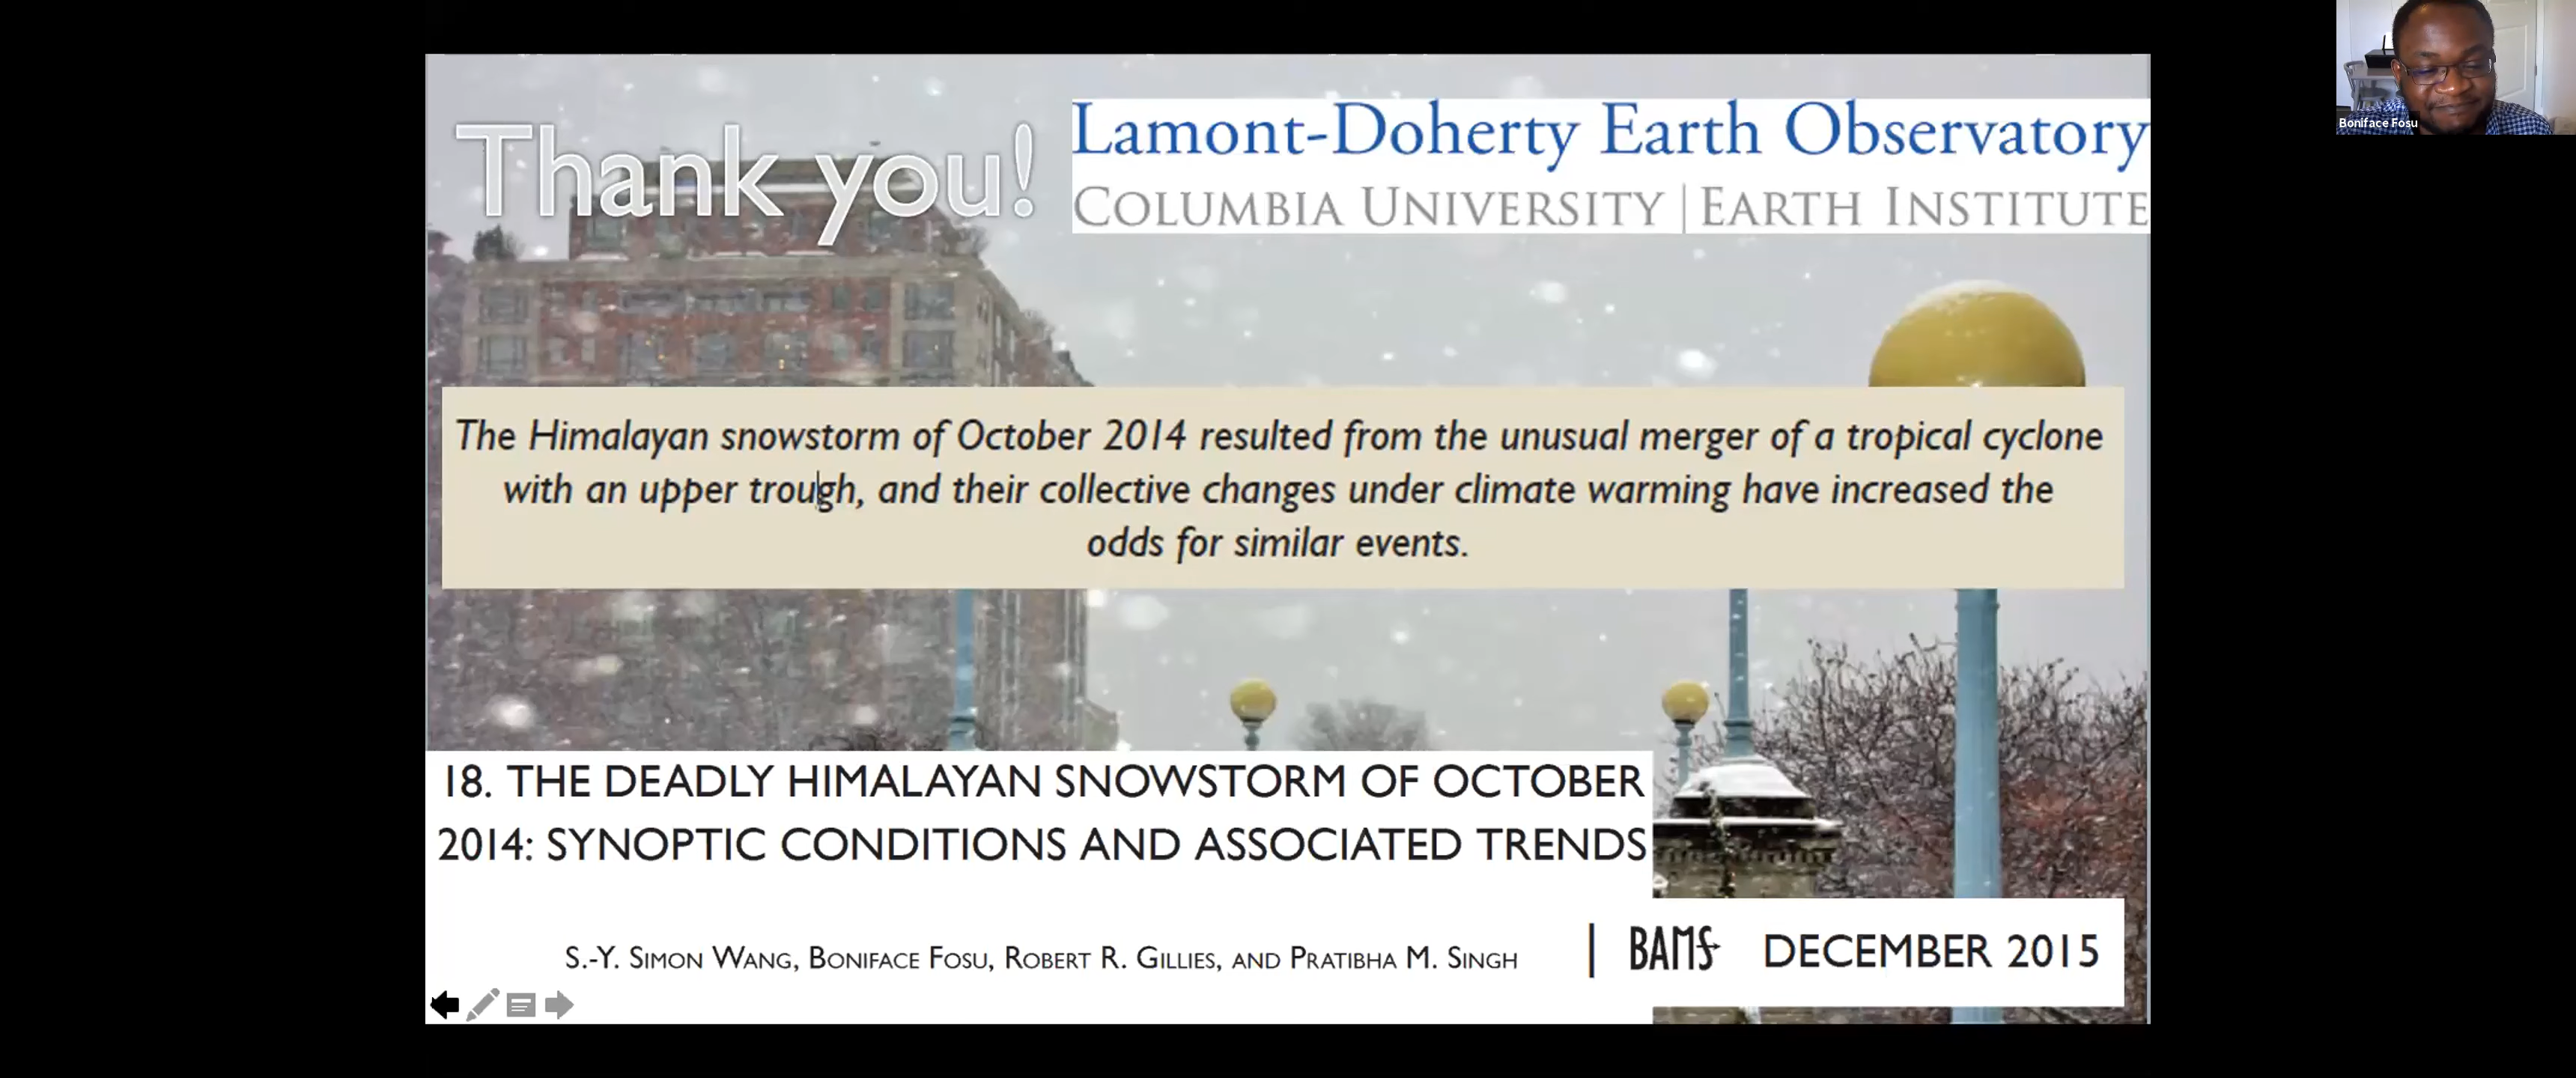 Thank you!
Lamont-Doherty Earth Observatory
COLUMBIA UNIVERSITY | EARTH INSTITUTE
Boniface Fosu
The Himalayan snowstorm of October 2014 resulted from the unusual merger of a tropical cyclone
with an upper trough, and their collective changes under climate warming have increased the
odds for similar events.
18. THE DEADLY HIMALAYAN SNOWSTORM OF OCTOBER
2014: SYNOPTIC CONDITIONS AND ASSOCIATED TRENDS
S.-Y. SIMON WANG, BONIFACE FOSU, ROBERT R. GILLIES, AND PRATIBHA M. SINGH
| BAMS DECEMBER 2015